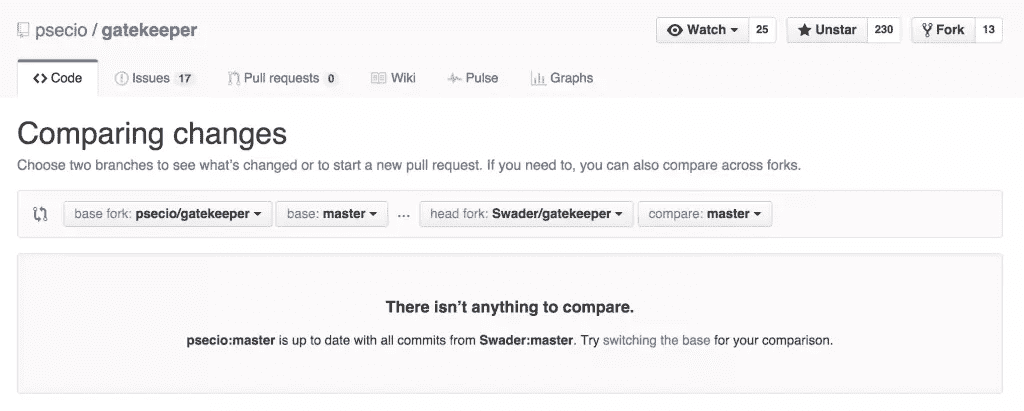 psecio / gatekeeper Watch 25 Unstar 230 Fork 13
Code Issues 17 Pull requests 0 Wiki Pulse Graphs
Comparing changes
Choose two branches to see what's changed or to start a new pull request. If you need to, you can also compare across forks.
base fork: psecio/gatekeeper base: master ... head fork: Swader/gatekeeper compare: master
There isn't anything to compare.
psecio:master is up to date with all commits from Swader:master. Try switching the base for your comparison.